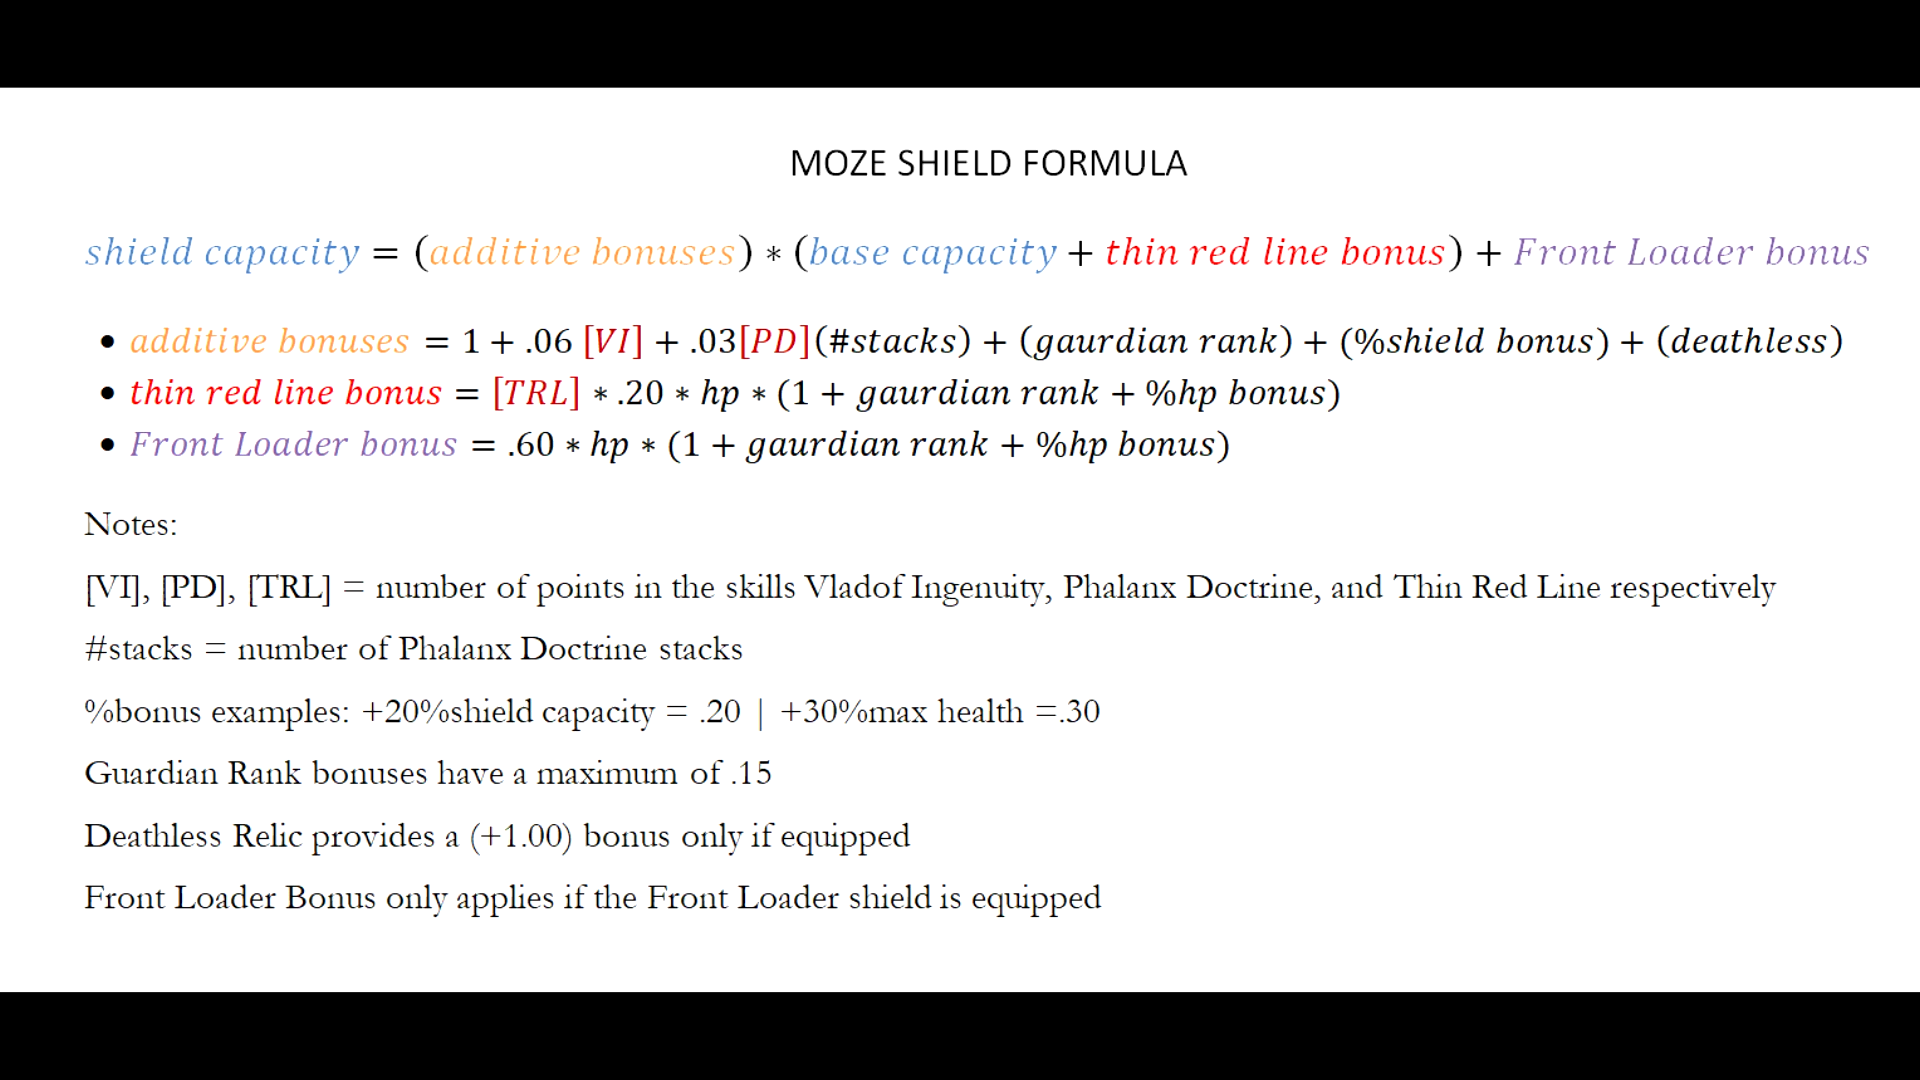 MOZE SHIELD FORMULA
shield capacity = (additive bonuses) * (base capacity + thin red line bonus) + Front Loader bonus
• additive bonuses = 1 + .06 [VI] + .03[PD](#stacks) + (gaurdian rank) + (%shield bonus) + (deathless)
• thin red line bonus = [TRL] * .20 * hp * (1 + gaurdian rank + %hp bonus)
• Front Loader bonus = .60 * hp * (1 + gaurdian rank + %hp bonus)
Notes:
[VI], [PD], [TRL] = number of points in the skills Vladof Ingenuity, Phalanx Doctrine, and Thin Red Line respectively
#stacks = number of Phalanx Doctrine stacks
%bonus examples: +20%shield capacity = .20 | +30%max health =.30
Guardian Rank bonuses have a maximum of .15
Deathless Relic provides a (+1.00) bonus only if equipped
Front Loader Bonus only applies if the Front Loader shield is equipped